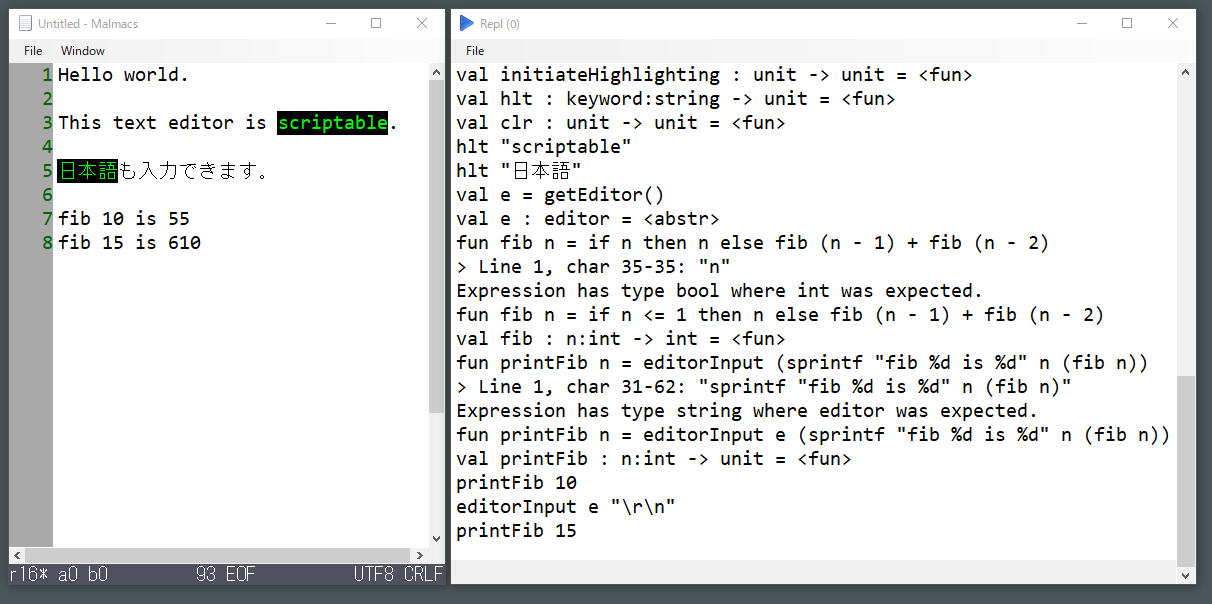 Untitled - Malmacs
File Window
1 Hello world.
2
3 This text editor is scriptable.
4
5 日本語も入力できます。
6
7 fib 10 is 55
8 fib 15 is 610
r16* a0 b0 93 EOF UTF8 CRLF
Repl (0)
File
val initiateHighlighting : unit -> unit = <fun>
val hlt : keyword:string -> unit = <fun>
val clr : unit -> unit = <fun>
hlt "scriptable"
hlt "日本語"
val e = getEditor()
val e : editor = <abstr>
fun fib n = if n then n else fib (n - 1) + fib (n - 2)
> Line 1, char 35-35: "n"
Expression has type bool where int was expected.
fun fib n = if n <= 1 then n else fib (n - 1) + fib (n - 2)
val fib : n:int -> int = <fun>
fun printFib n = editorInput (sprintf "fib %d is %d" n (fib n))
> Line 1, char 31-62: "sprintf "fib %d is %d" n (fib n)"
Expression has type string where editor was expected.
fun printFib n = editorInput e (sprintf "fib %d is %d" n (fib n))
val printFib : n:int -> unit = <fun>
printFib 10
editorInput e "\r\n"
printFib 15